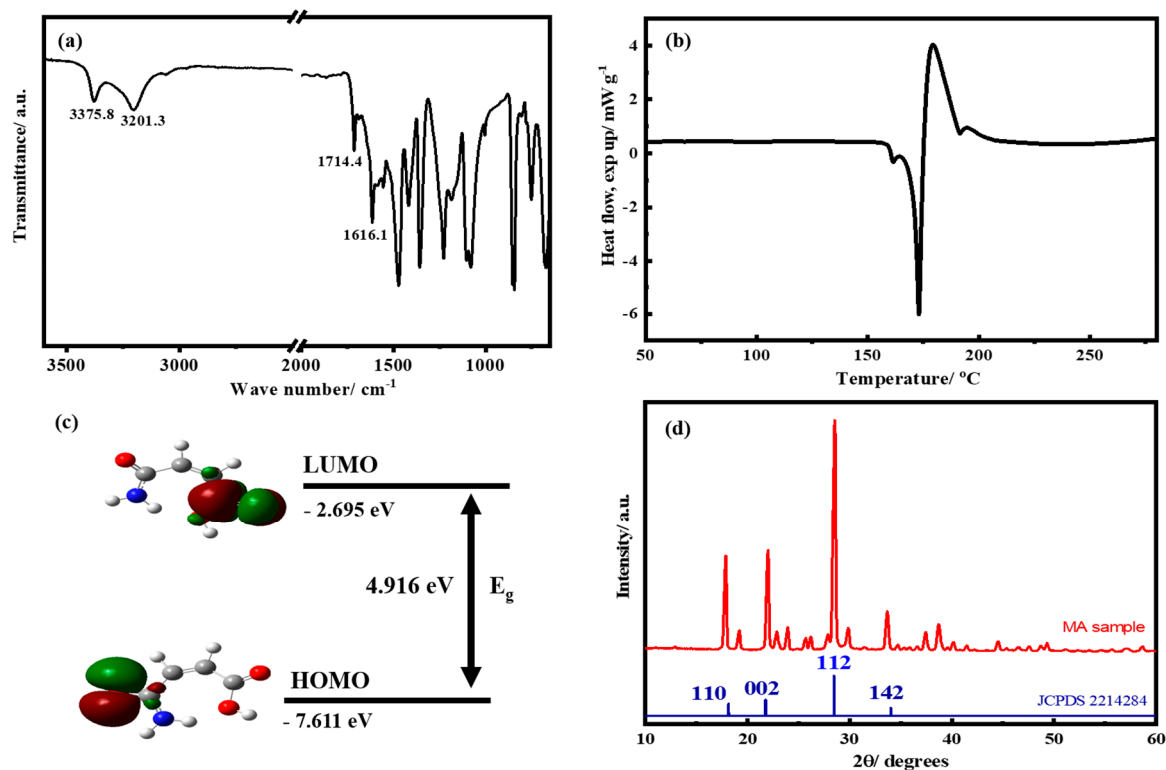 (a)
3375.8
3201.3
1714.4
1616.1
Transmittance/ a.u.
3500
3000
2000
1500
1000
Wave number/ cm⁻¹
(b)
Heat flow, exp up/ mW g⁻¹
4
2
0
-2
-4
-6
50
100
150
200
250
Temperature/ °C
(c)
LUMO
- 2.695 eV
4.916 eV
E₉
HOMO
- 7.611 eV
(d)
Intensity/ a.u.
MA sample
110
002
112
142
JCPDS 2214284
10
20
30
40
50
60
2θ/ degrees